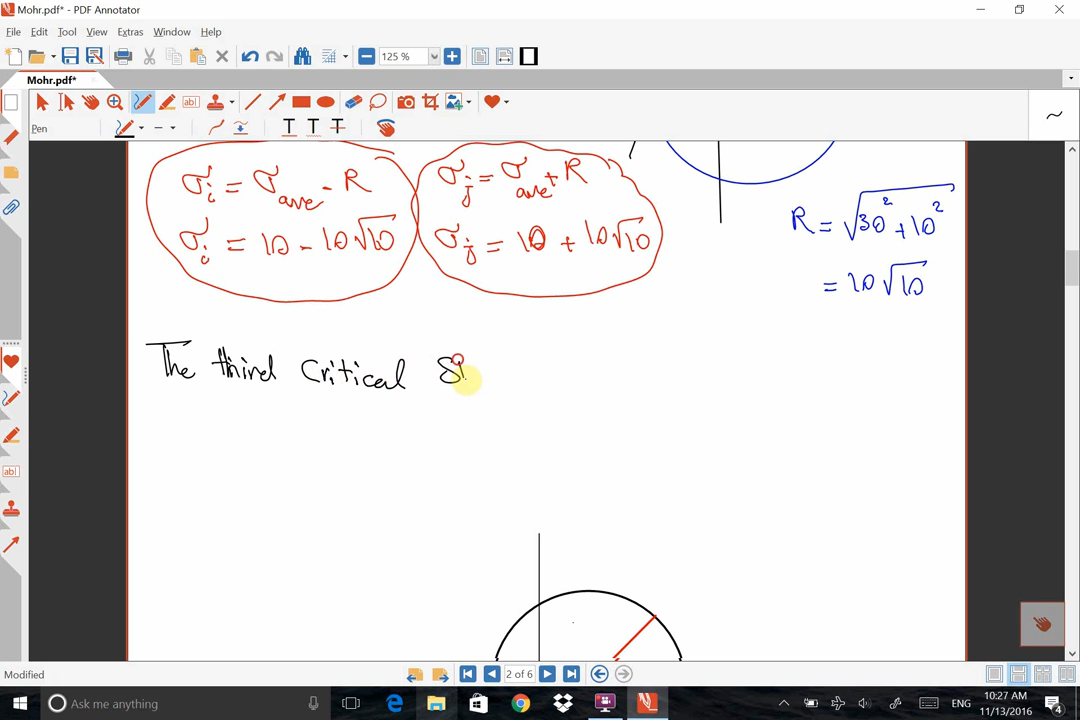 Mohr.pdf* - PDF Annotator
File Edit Tool View Extras Window Help
125 %
Mohr.pdf*
Pen
σi = σave - R
σj = σave + R
σi = 10 - 10√10
σj = 10 + 10√10
R = √30² + 10²
= 10√10
The third critical
Modified
2 of 6
Ask me anything
ENG
10:27 AM
11/13/2016
4